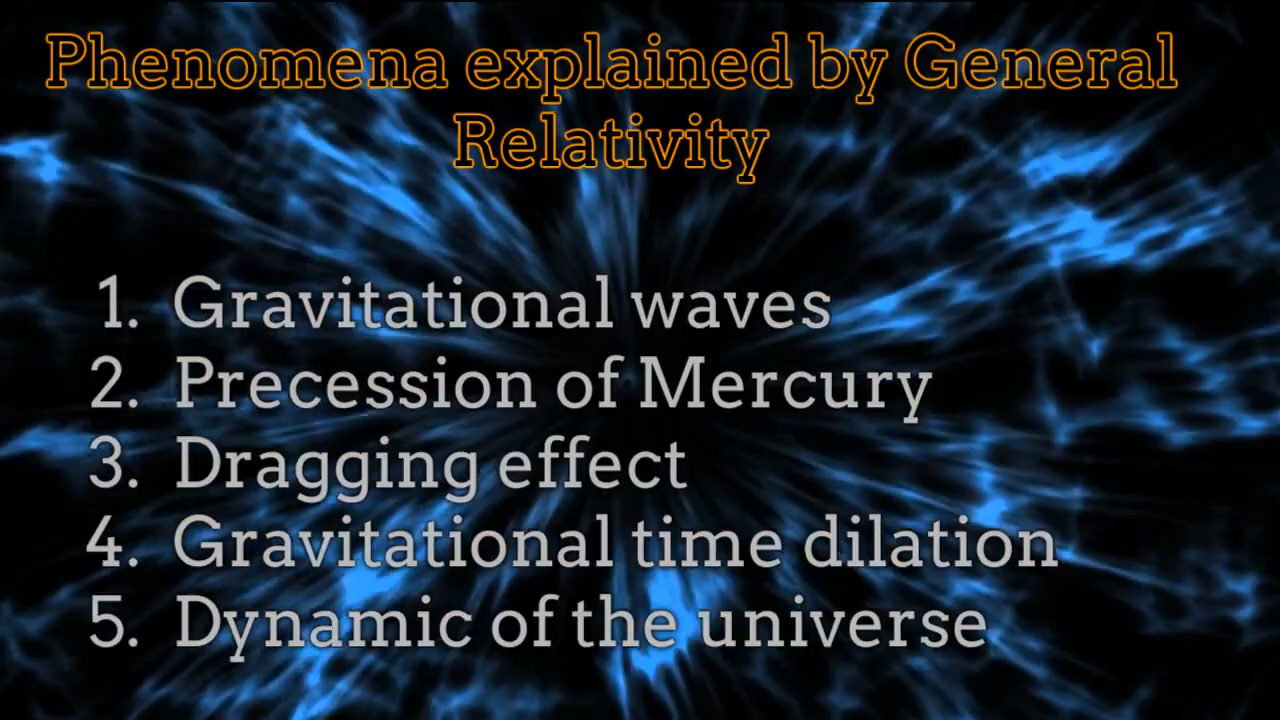 Phenomena explained by General
Relativity
1. Gravitational waves
2. Precession of Mercury
3. Dragging effect
4. Gravitational time dilation
5. Dynamic of the universe